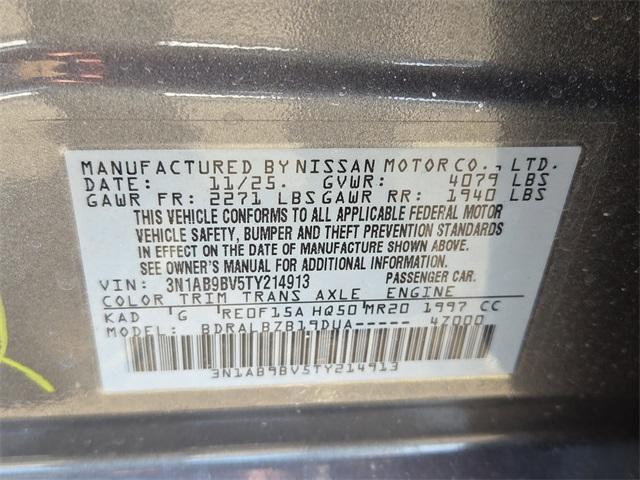 MANUFACTURED BY NISSAN MOTOR CO., LTD.
DATE: 11/25. GVWR: 4079 LBS
GAWR FR: 2271 LBS GAWR RR: 1940 LBS
THIS VEHICLE CONFORMS TO ALL APPLICABLE FEDERAL MOTOR
VEHICLE SAFETY, BUMPER AND THEFT PREVENTION STANDARDS
IN EFFECT ON THE DATE OF MANUFACTURE SHOWN ABOVE.
SEE OWNER'S MANUAL FOR ADDITIONAL INFORMATION.
VIN: 3N1AB9BV5TY214913 PASSENGER CAR.
COLOR TRIM TRANS AXLE ENGINE
KAD G RE0F15A HQ50 MR20 1997 CC
MODEL: BDRALBZB19DUA----- 4Z000
3N1AB9BV5TY214913